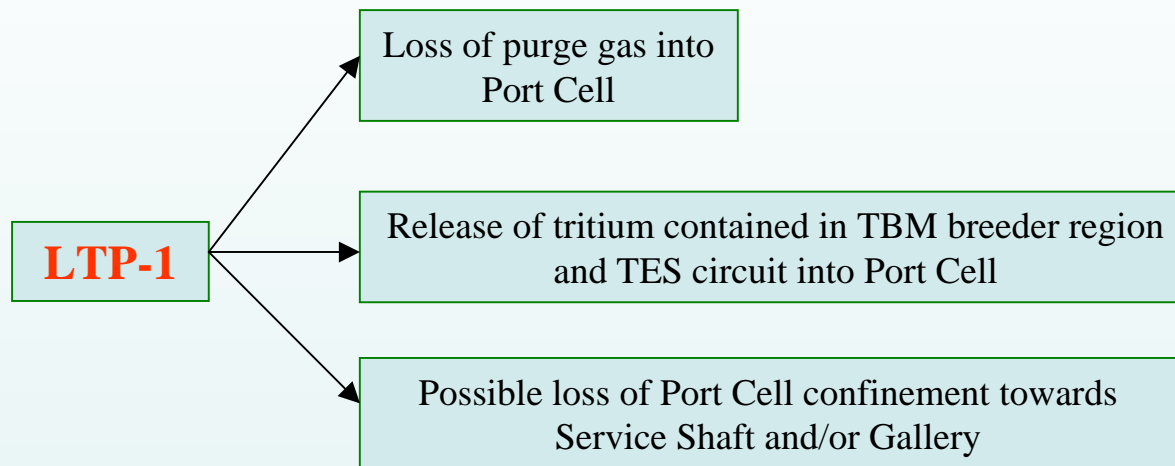 Loss of purge gas into
Port Cell
LTP-1
Release of tritium contained in TBM breeder region
and TES circuit into Port Cell
Possible loss of Port Cell confinement towards
Service Shaft and/or Gallery